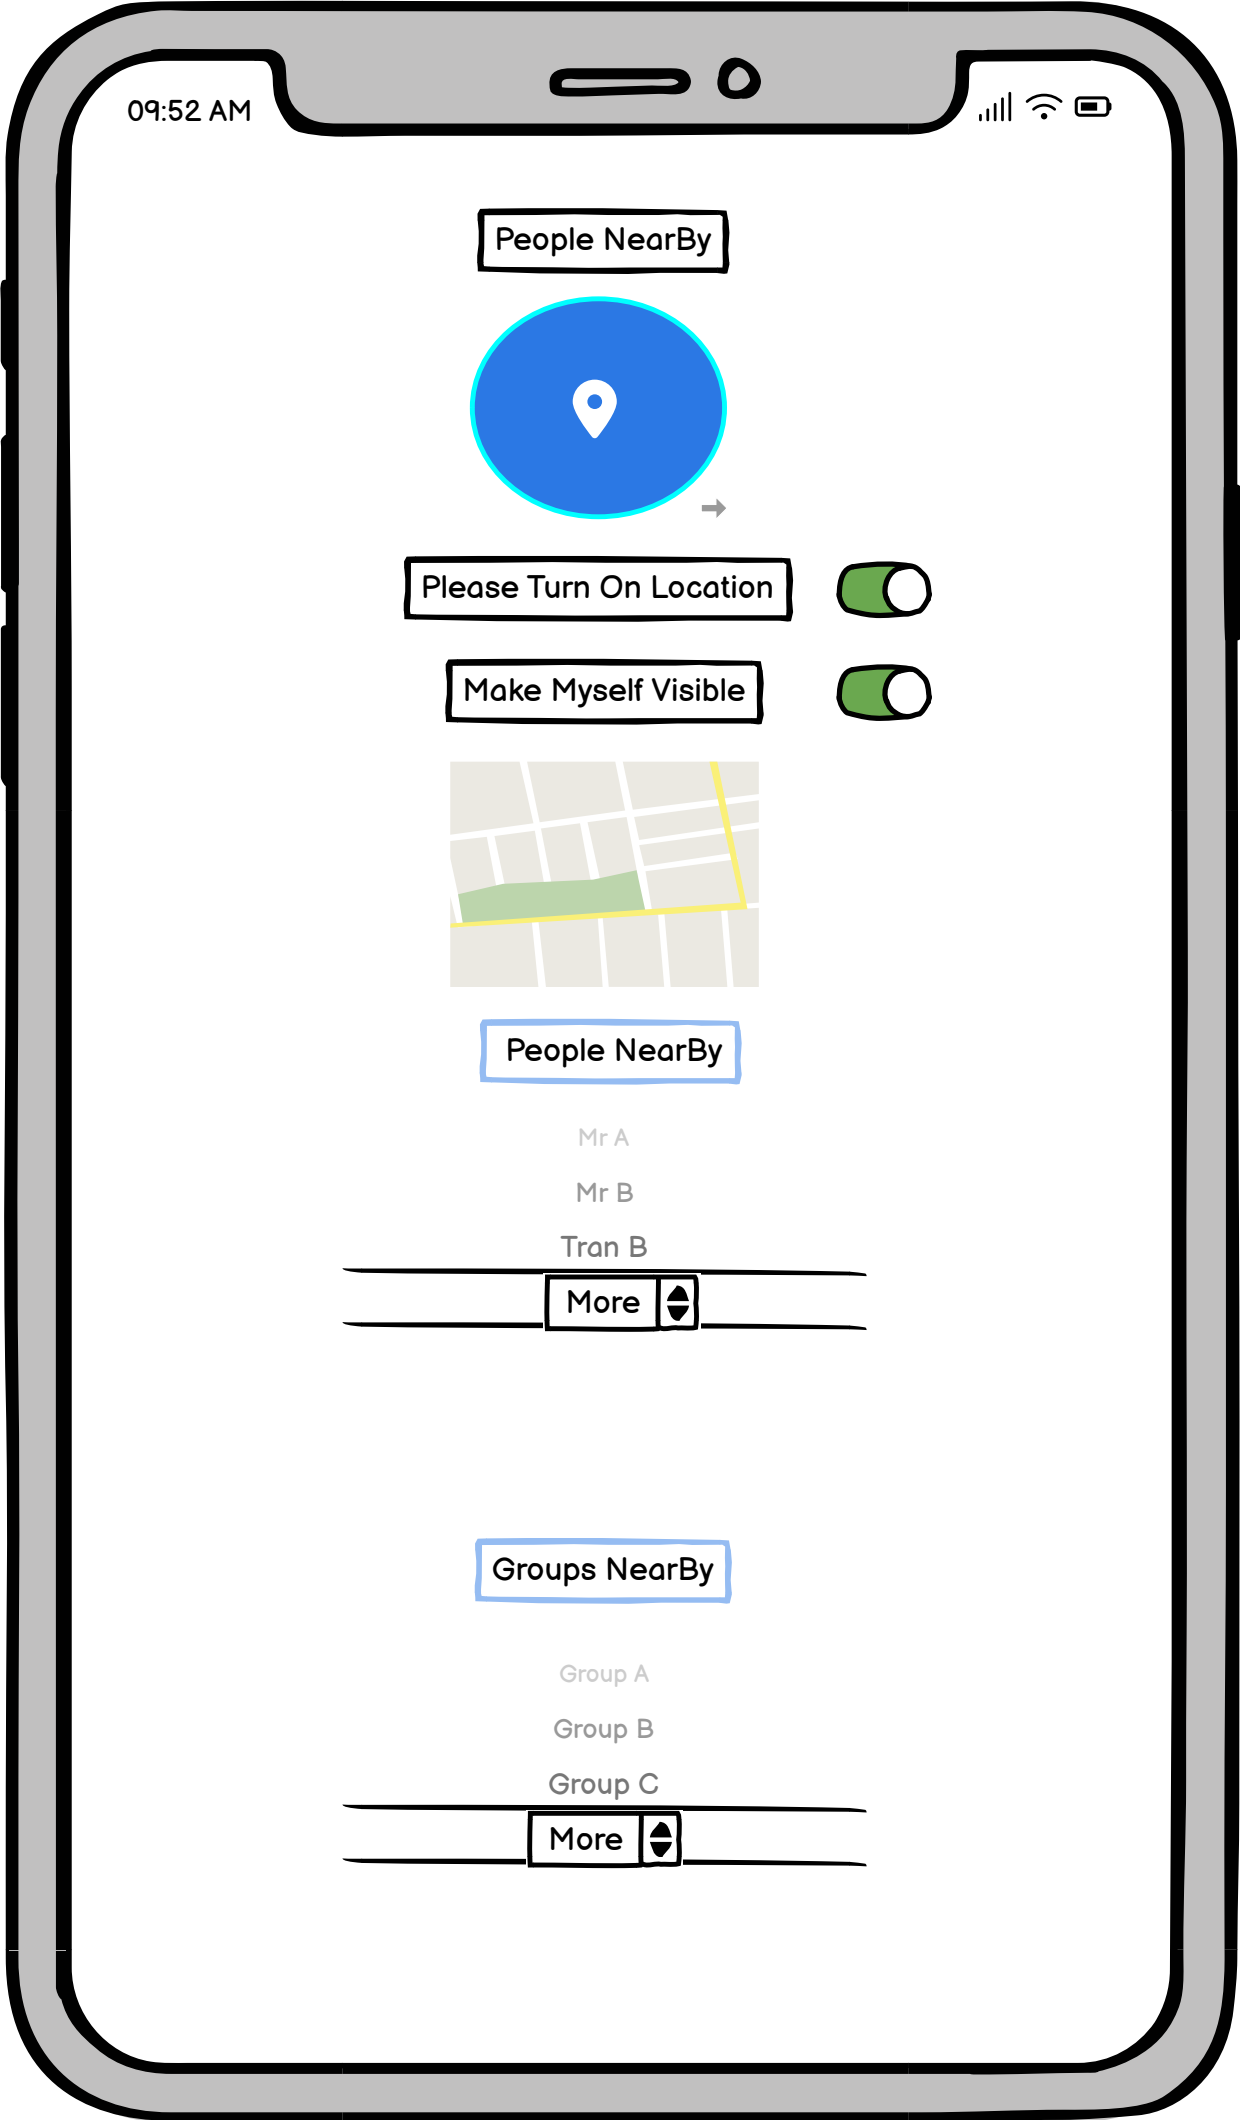 09:52 AM
People NearBy
Please Turn On Location
Make Myself Visible
People NearBy
Mr A
Mr B
Tran B
More
Groups NearBy
Group A
Group B
Group C
More